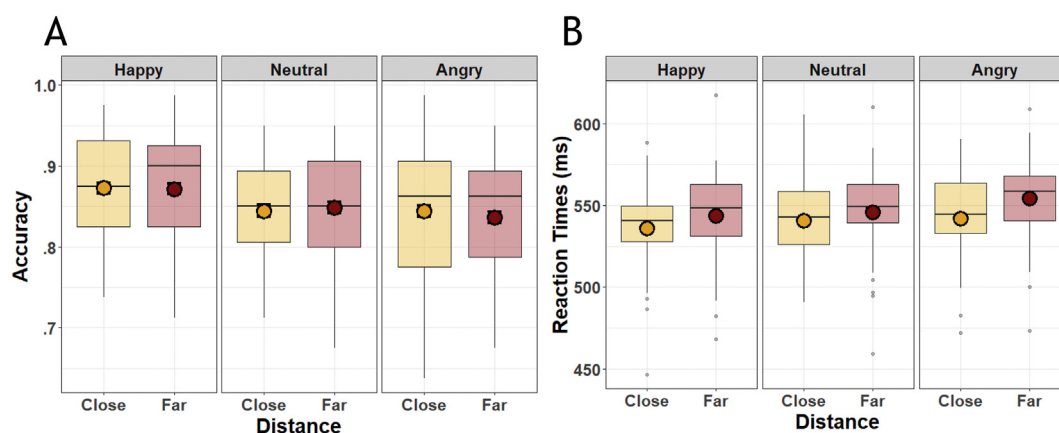 A
Happy Neutral Angry
1.0
.9
.8
.7
Accuracy
Close Far Close Far Close Far
Distance
B
Happy Neutral Angry
600
550
500
450
Reaction Times (ms)
Close Far Close Far Close Far
Distance